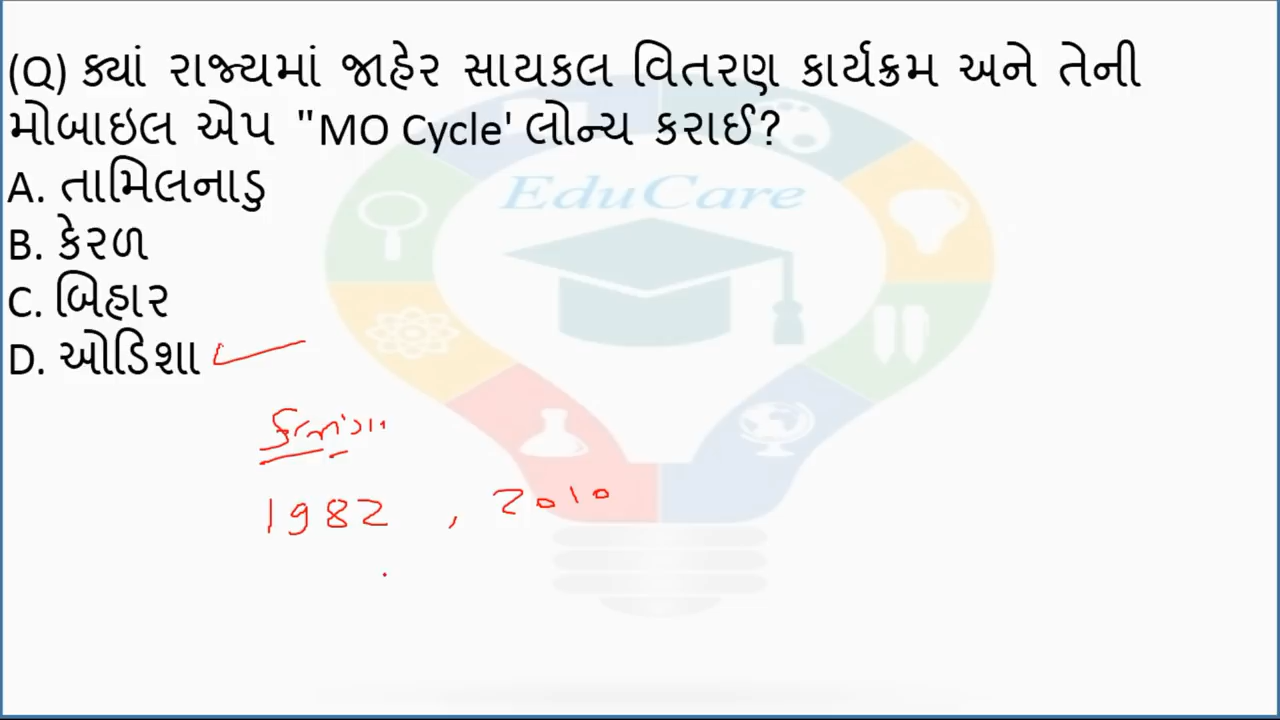 (Q) ક્યાં રાજ્યમાં જાહેર સાયકલ વિતરણ કાર્યક્રમ અને તેની
મોબાઇલ એપ "MO Cycle' લોન્ચ કરાઈ?
EduCare
A. તામિલનાડુ
B. કેરળ
C. બિહાર
D. ઓડિશા
1982 , 2010